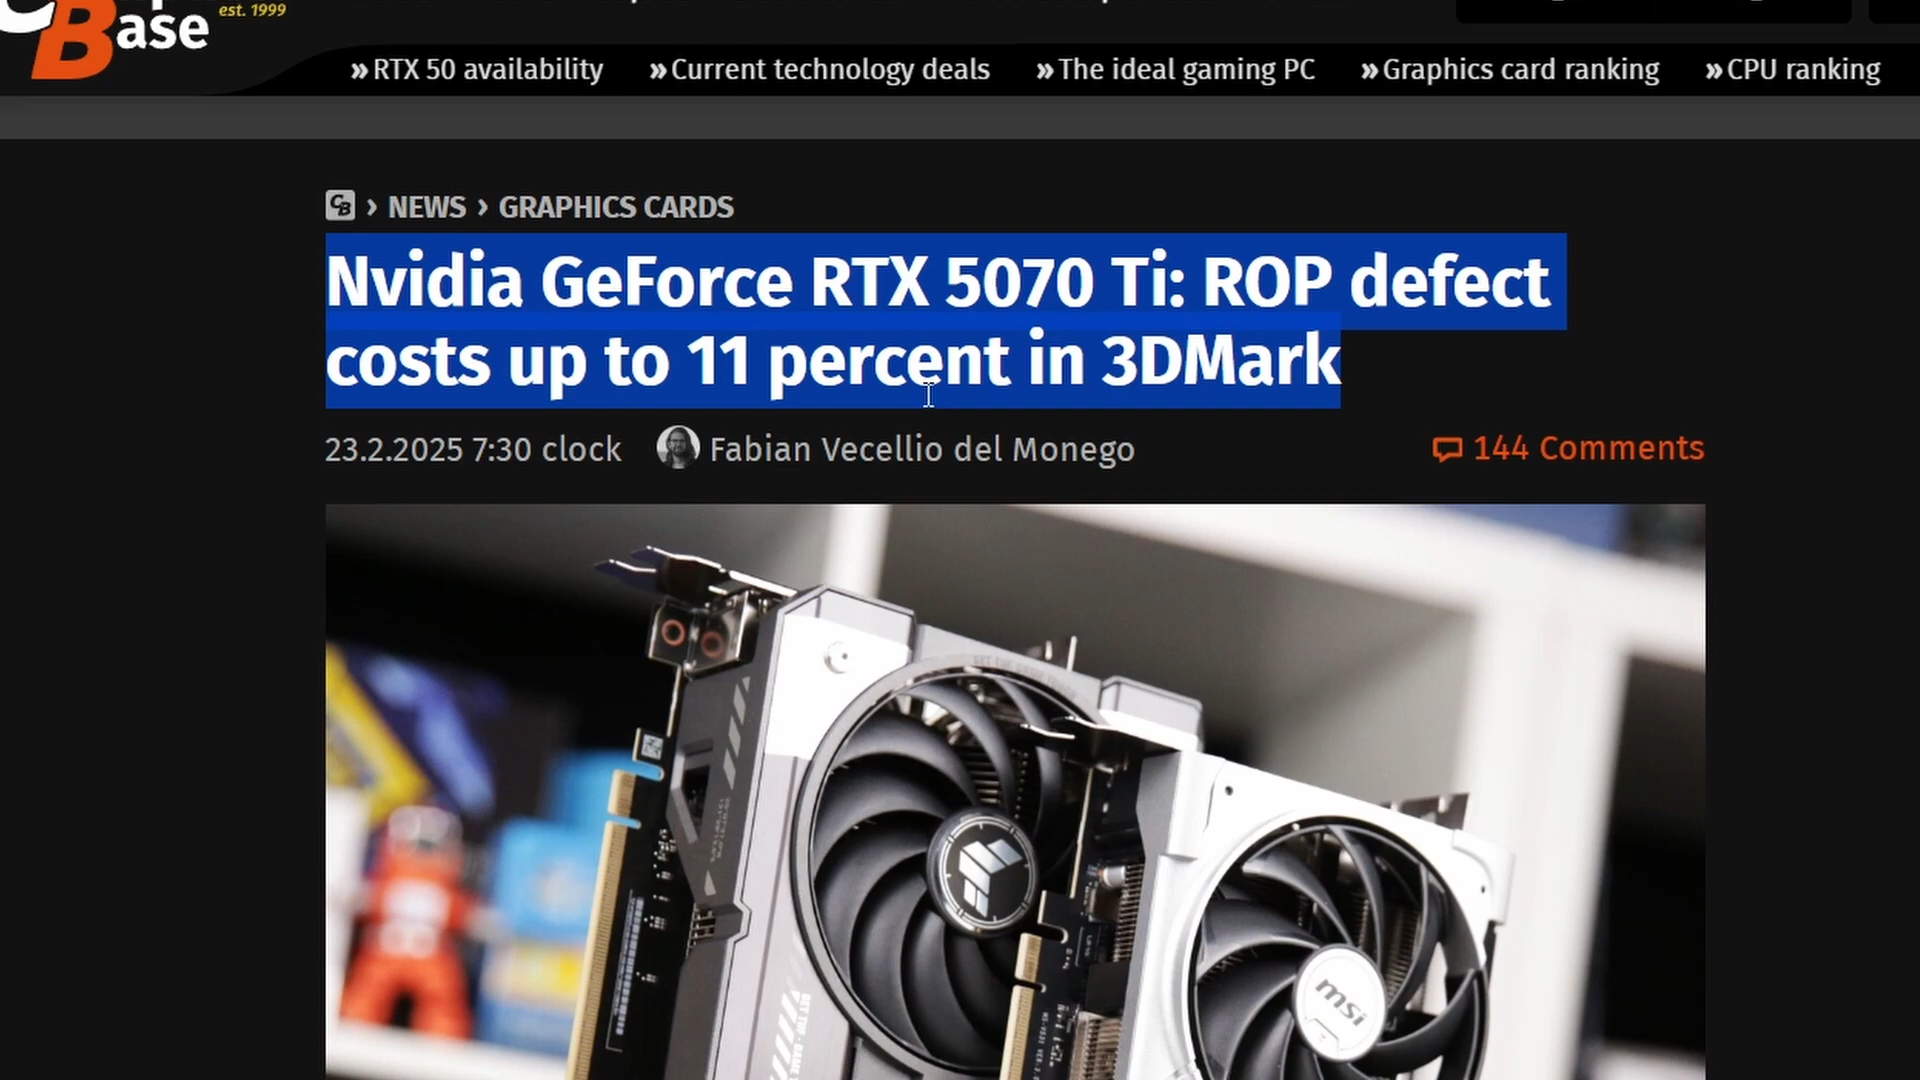 Base
est. 1999
»RTX 50 availability »Current technology deals »The ideal gaming PC »Graphics card ranking »CPU ranking
CB › NEWS › GRAPHICS CARDS
Nvidia GeForce RTX 5070 Ti: ROP defect
costs up to 11 percent in 3DMark
23.2.2025 7:30 clock Fabian Vecellio del Monego 144 Comments
msi